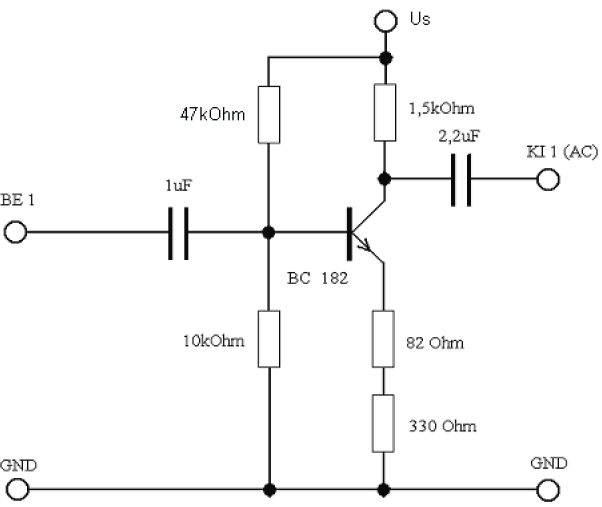 Us
47kOhm
1,5kOhm
2,2uF
KI 1 (AC)
1uF
BE 1
BC 182
10kOhm
82 Ohm
330 Ohm
GND
GND